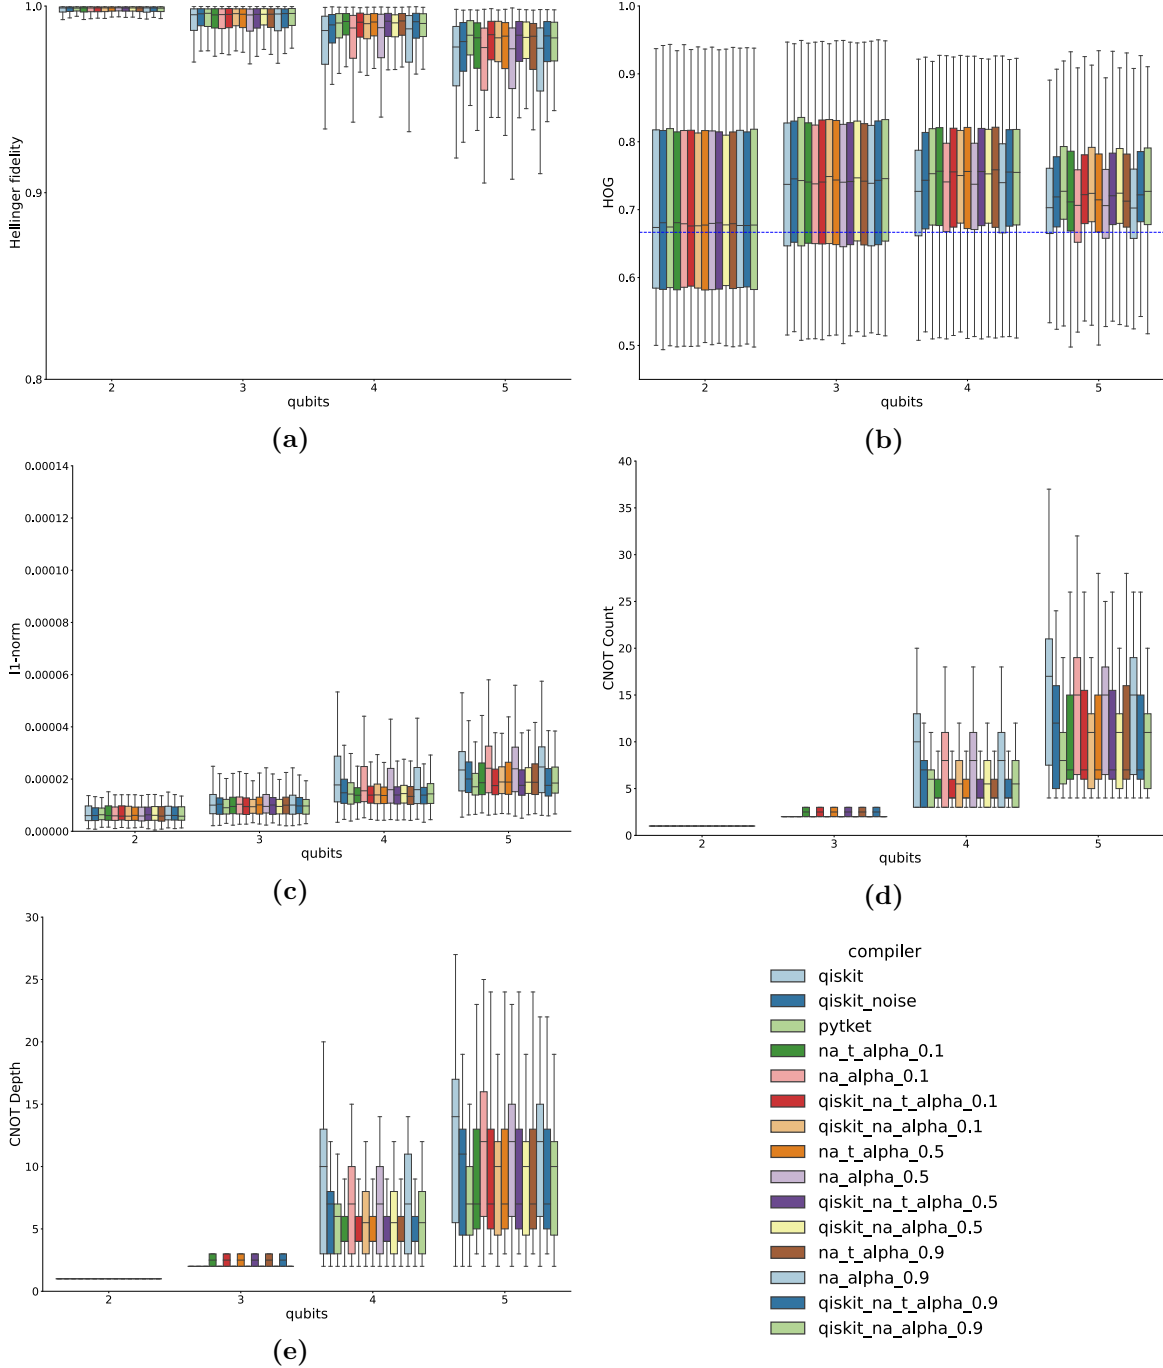 1.0
0.9
0.8
Hellinger fidelity
2 3 4 5
qubits
(a)
1.0
0.9
0.8
0.7
0.6
0.5
HOG
2 3 4 5
qubits
(b)
0.00014
0.00012
0.00010
0.00008
0.00006
0.00004
0.00002
0.00000
l1-norm
2 3 4 5
qubits
(c)
40
35
30
25
20
15
10
5
0
CNOT Count
2 3 4 5
qubits
(d)
30
25
20
15
10
5
0
CNOT Depth
2 3 4 5
qubits
(e)
compiler
qiskit
qiskit_noise
pytket
na_t_alpha_0.1
na_alpha_0.1
qiskit_na_t_alpha_0.1
qiskit_na_alpha_0.1
na_t_alpha_0.5
na_alpha_0.5
qiskit_na_t_alpha_0.5
qiskit_na_alpha_0.5
na_t_alpha_0.9
na_alpha_0.9
qiskit_na_t_alpha_0.9
qiskit_na_alpha_0.9